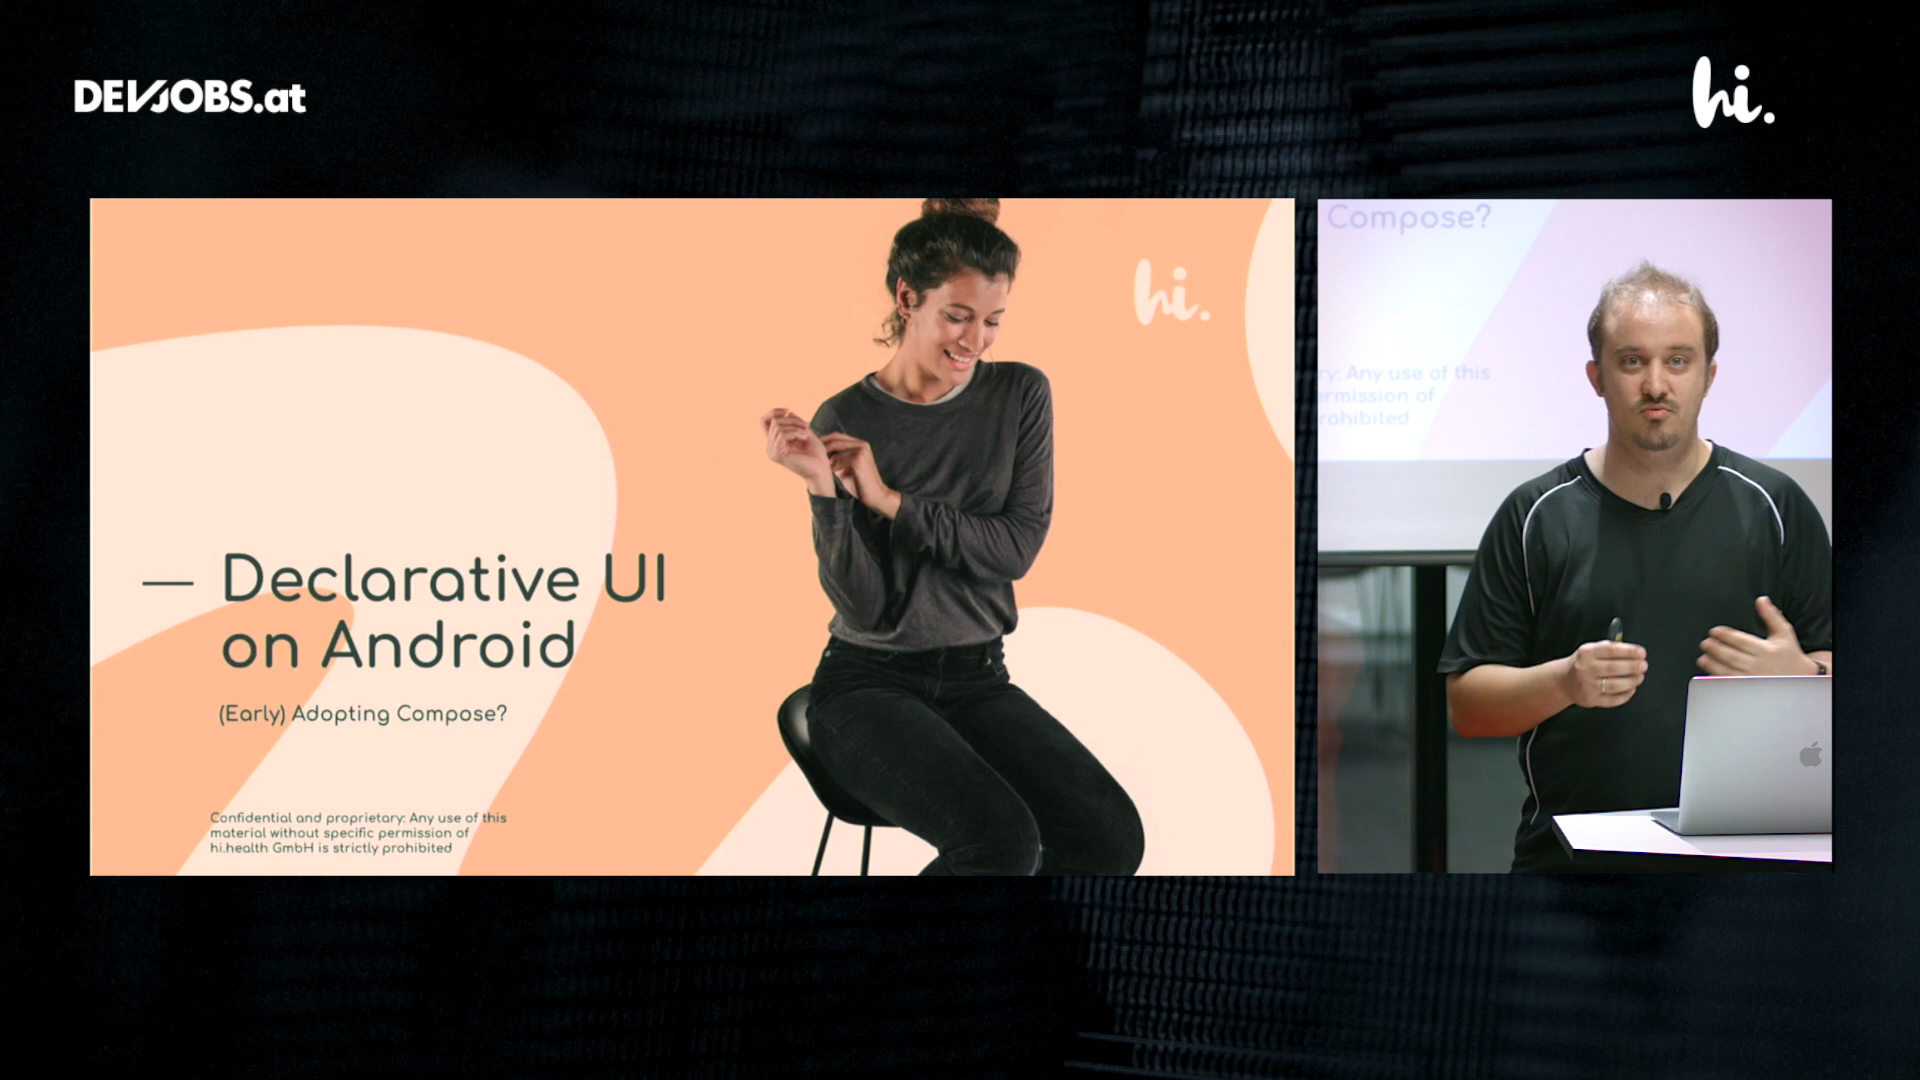 DEVJOBS.at
hi.
hi.
— Declarative UI
on Android
(Early) Adopting Compose?
Confidential and proprietary: Any use of this
material without specific permission of
hi.health GmbH is strictly prohibited
Compose?
ry: Any use of this
ermission of
rohibited